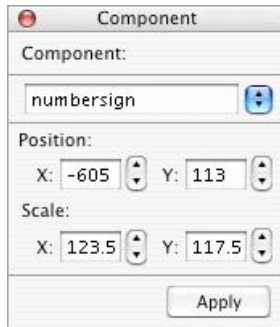 Component
Component:
numbersign
Position:
X: -605 Y: 113
Scale:
X: 123.5 Y: 117.5
Apply